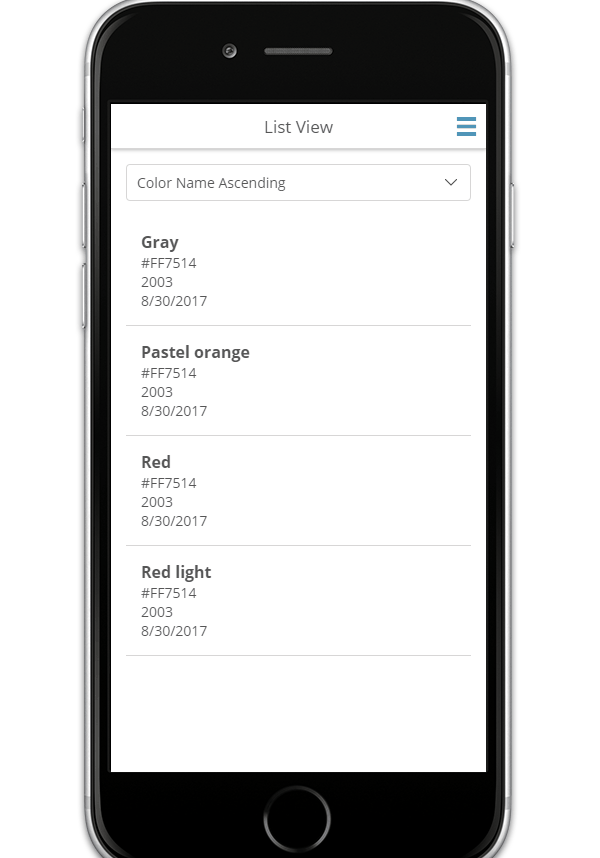 List View
Color Name Ascending
Gray
#FF7514
2003
8/30/2017
Pastel orange
#FF7514
2003
8/30/2017
Red
#FF7514
2003
8/30/2017
Red light
#FF7514
2003
8/30/2017